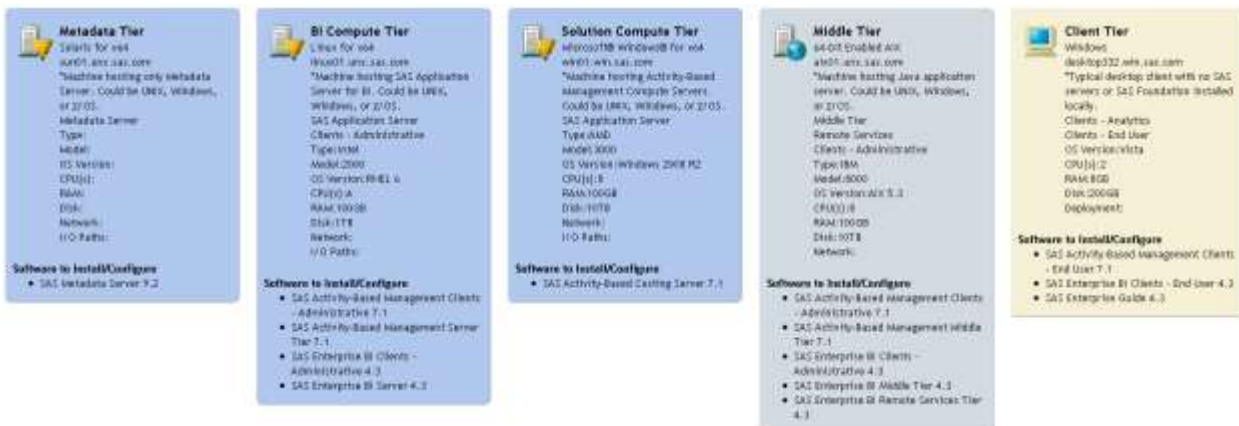 Metadata Tier
Solaris for x64
sun01.unx.sas.com
"Machine hosting only Metadata
Server. Could be UNIX, Windows,
or z/OS.
Metadata Server
Type:
Model:
OS Version:
CPU(s):
RAM:
Disk:
Network:
I/O Paths:
Software to Install/Configure
• SAS Metadata Server 9.2
BI Compute Tier
Linux for x64
linux01.unx.sas.com
"Machine hosting SAS Application
Server for BI. Could be UNIX,
Windows, or z/OS.
SAS Application Server
Clients - Administrative
Type:Intel
Model:2000
OS Version:RHEL
CPU(s):
RAM:100GB
Disk:1TB
Network:
I/O Paths:
Software to Install/Configure
• SAS Activity-Based Management Clients
- Administrative 7.1
• SAS Activity-Based Management Server
Tier 7.1
• SAS Enterprise BI Clients -
Administrative 4.3
• SAS Enterprise BI Server 4.3
Solution Compute Tier
Microsoft® Windows® for x64
win01.win.sas.com
"Machine hosting Activity-Based
Management Compute Servers
Could be UNIX, Windows, or z/OS.
SAS Application Server
Type:AMD
Model:3000
OS Version:Windows 2008 R2
CPU(s):8
RAM:100GB
Disk:10TB
Network:
I/O Paths:
Software to Install/Configure
• SAS Activity-Based Costing Server 7.1
Middle Tier
64-bit Enabled AIX
aix01.unx.sas.com
"Machine hosting Java application
server. Could be UNIX, Windows,
or z/OS.
Middle Tier
Remote Services
Clients - Administrative
Type:IBM
Model:6000
OS Version:AIX 5.3
CPU(s):8
RAM:100GB
Disk:10TB
Network:
Software to Install/Configure
• SAS Activity-Based Management Clients
- Administrative 7.1
• SAS Activity-Based Management Middle
Tier 7.1
• SAS Enterprise BI Clients -
Administrative 4.3
• SAS Enterprise BI Middle Tier 4.3
• SAS Enterprise BI Remote Services Tier
4.3
Client Tier
Windows
desktop332.win.sas.com
"Typical desktop client with no SAS
servers or SAS Foundation installed
locally.
Clients - Analytics
Clients - End User
OS Version:Vista
CPU(s):2
RAM:8GB
Disk:200GB
Deployment:
Software to Install/Configure
• SAS Activity-Based Management Clients
- End User 7.1
• SAS Enterprise BI Clients - End User 4.3
• SAS Enterprise Guide 4.3